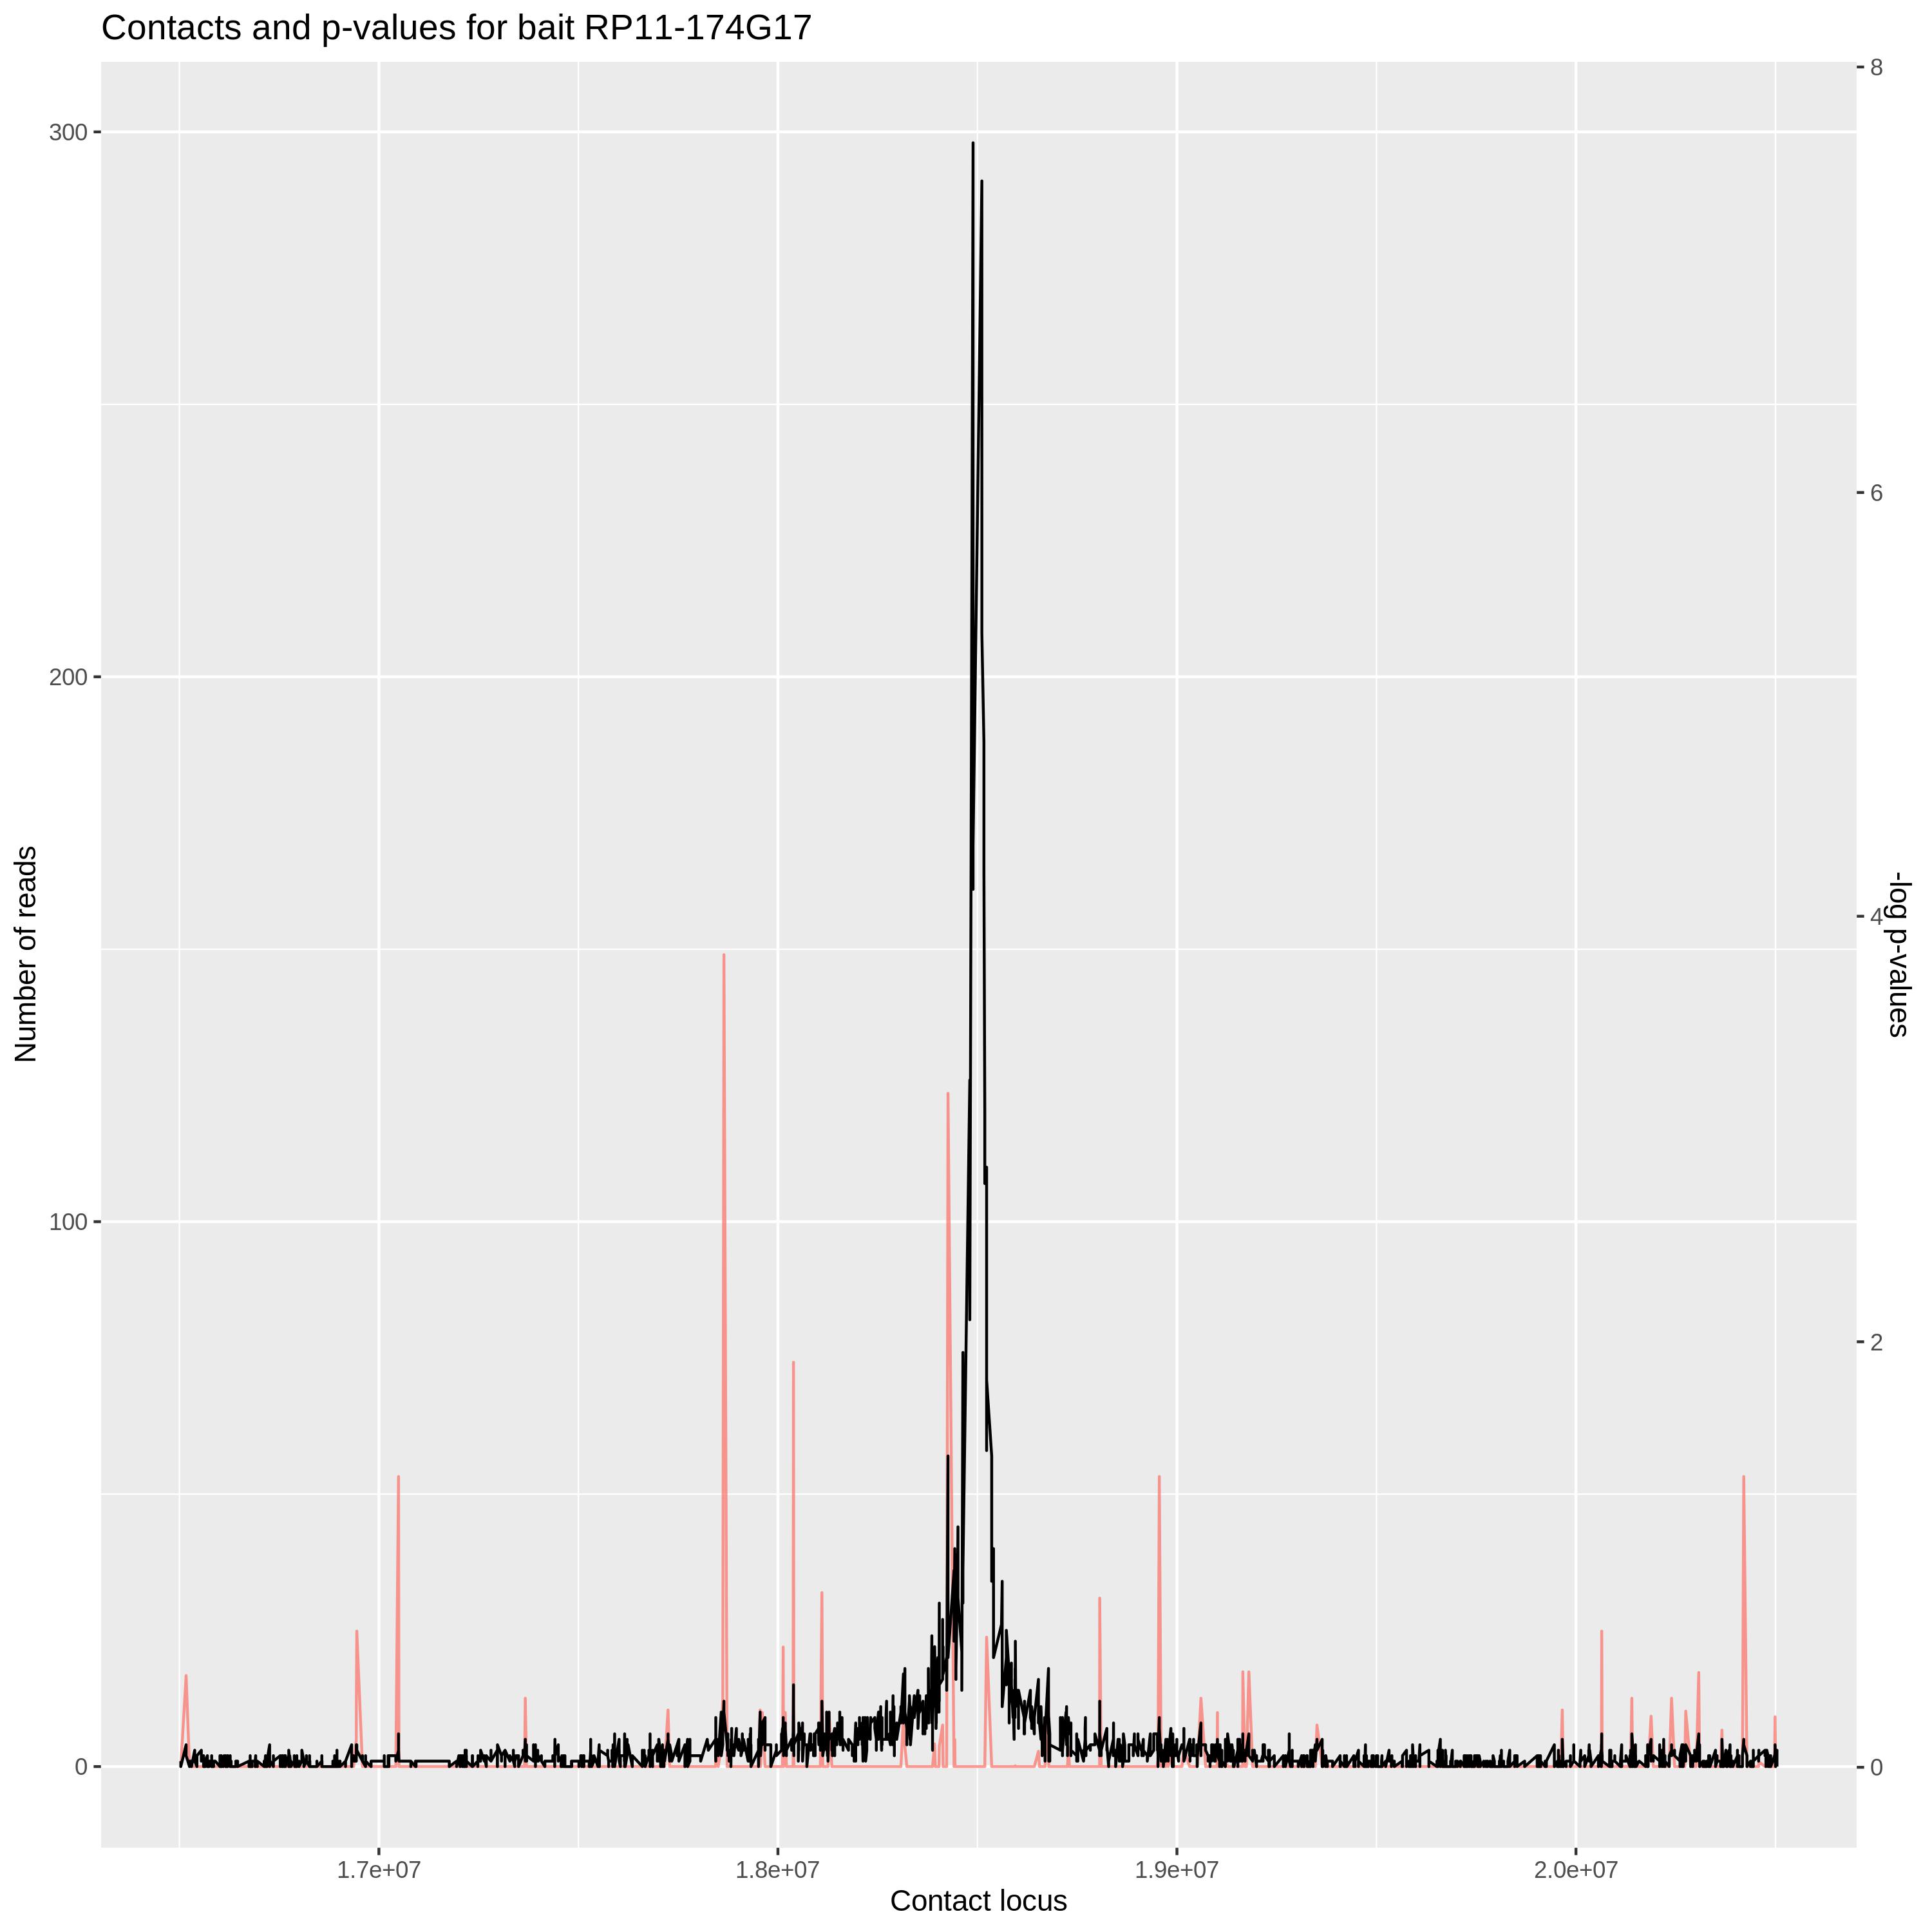 Contacts and p-values for bait RP11-174G17
Number of reads
300
200
100
0
8
6
4
2
0
-log p-values
1.7e+07 1.8e+07 1.9e+07 2.0e+07
Contact locus